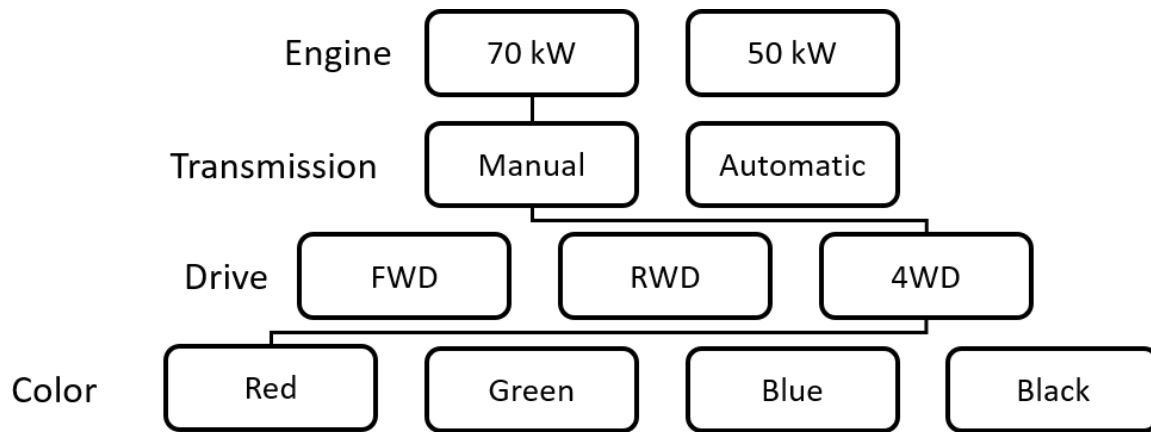 Engine 70 kW 50 kW
Transmission Manual Automatic
Drive FWD RWD 4WD
Color Red Green Blue Black